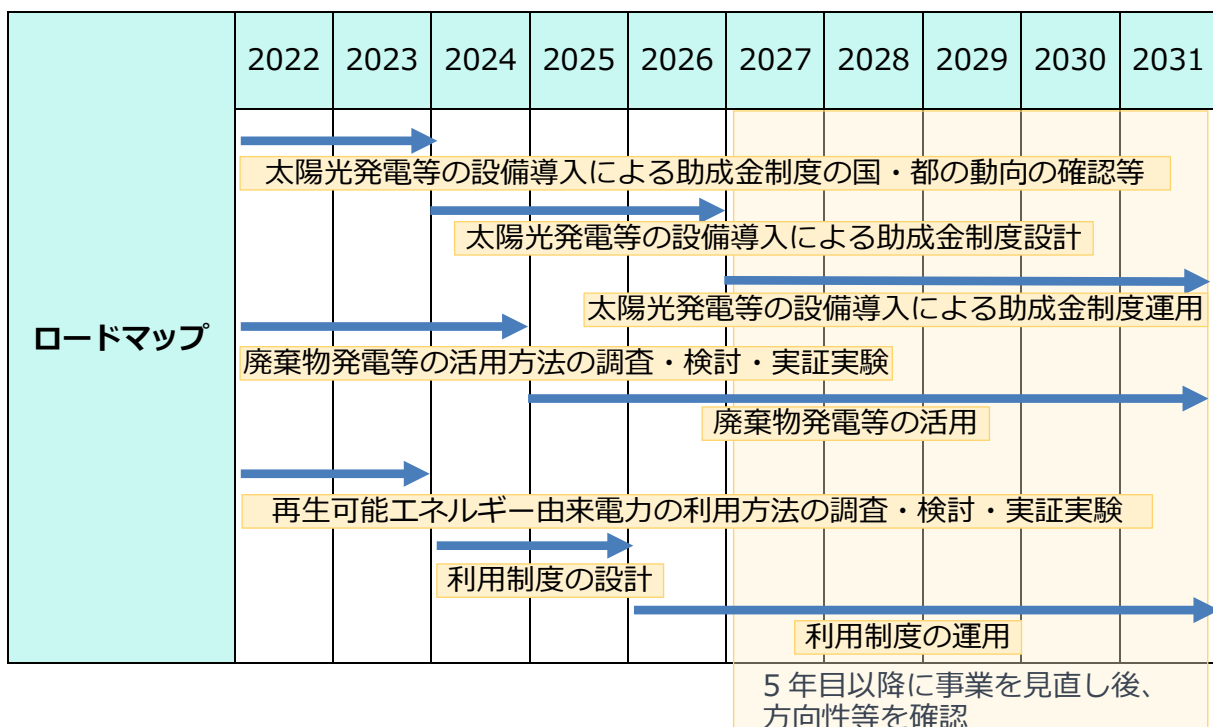 2022 2023 2024 2025 2026 2027 2028 2029 2030 2031
太陽光発電等の設備導入による助成金制度の国・都の動向の確認等
太陽光発電等の設備導入による助成金制度設計
太陽光発電等の設備導入による助成金制度運用
ロードマップ
廃棄物発電等の活用方法の調査・検討・実証実験
廃棄物発電等の活用
再生可能エネルギー由来電力の利用方法の調査・検討・実証実験
利用制度の設計
利用制度の運用
5年目以降に事業を見直し後、
方向性等を確認